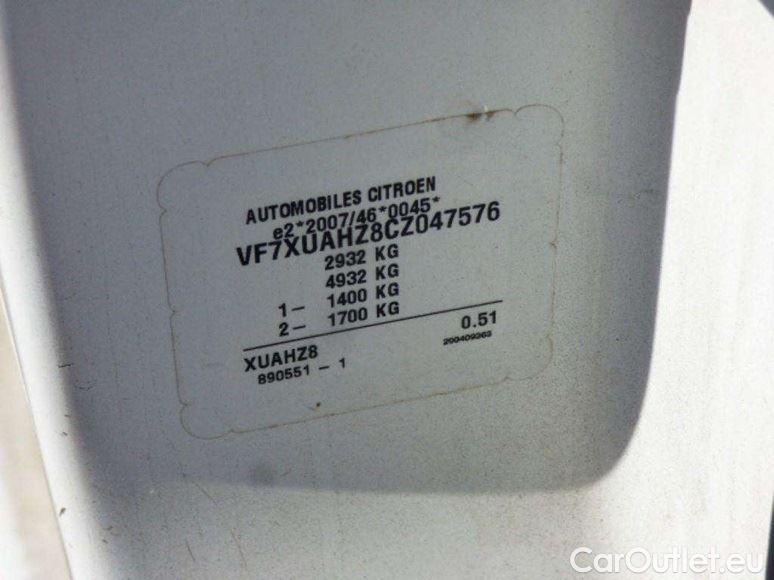 AUTOMOBILES CITROEN
e2*2007/46*0045*
VF7XUAHZ8CZ047576
2932 KG
4932 KG
1- 1400 KG
2- 1700 KG
XUAHZ8 0.51
890551 - 1 200409263
CarOutlet.eu